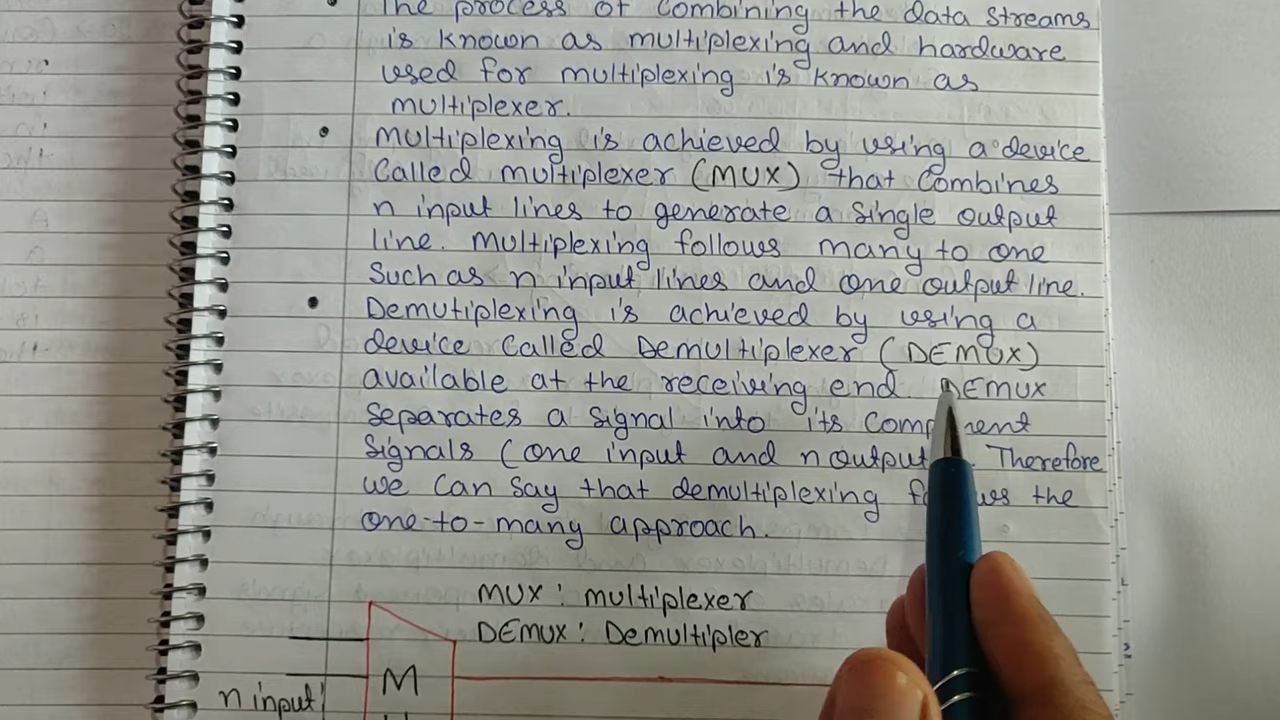 The process of combining the data streams
is known as multiplexing and hardware
used for multiplexing is known as
multiplexer.
multiplexing is achieved by using a device
called multiplexer (MUX) that combines
n input lines to generate a single output
line. multiplexing follows many to one
such as n input lines and one output line.
Demutiplexing is achieved by using a
device called Demultiplexer (DEMUX)
available at the receiving end. DEMUX
separates a signal into its
signals (one input and n output Therefore
we can say that demultiplexing the
one-to-many approach.
MUX : multiplexer
DEMUX : Demultipler
M
n input